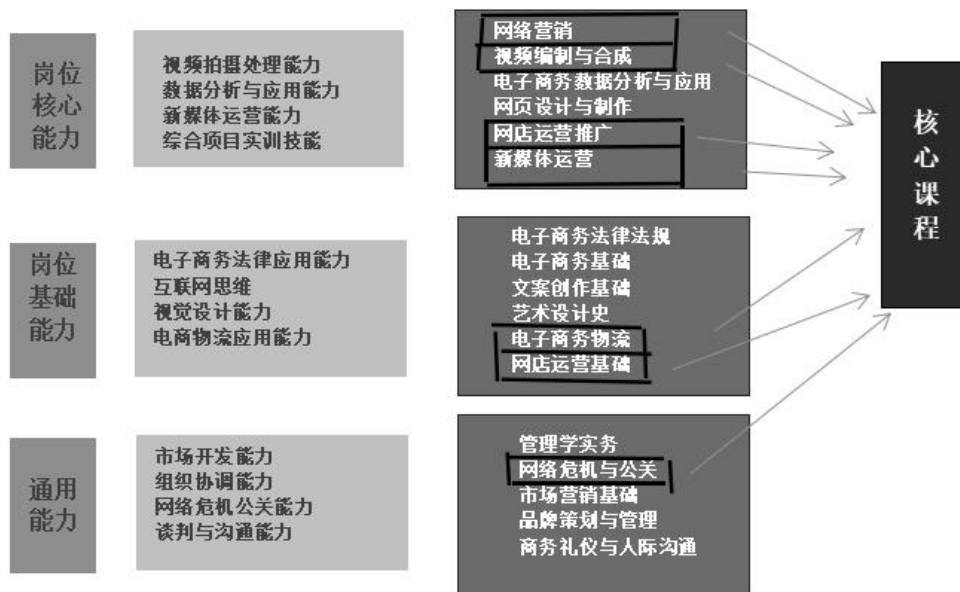 岗位
核心
能力
视频拍摄处理能力
数据分析与应用能力
新媒体运营能力
综合项目实训技能
网络营销
视频编制与合成
电子商务数据分析与应用
网页设计与制作
网店运营推广
新媒体运营
岗位
基础
能力
电子商务法律应用能力
互联网思维
视觉设计能力
电商物流应用能力
电子商务法律法规
电子商务基础
文案创作基础
艺术设计史
电子商务物流
网店运营基础
通用
能力
市场开发能力
组织协调能力
网络危机公关能力
谈判与沟通能力
管理学实务
网络危机与公关
市场营销基础
品牌策划与管理
商务礼仪与人际沟通
核
心
课
程